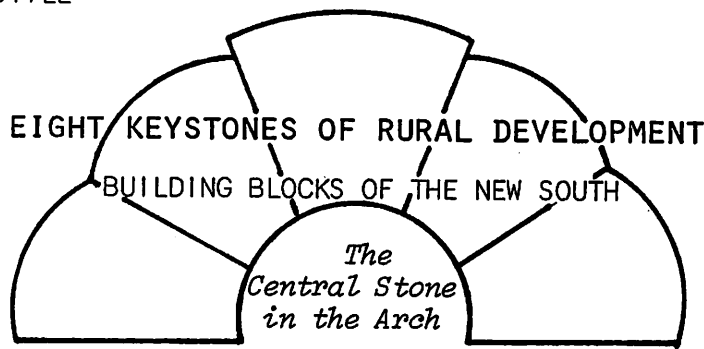 EIGHT KEYSTONES OF RURAL DEVELOPMENT
BUILDING BLOCKS OF THE NEW SOUTH
The
Central Stone
in the Arch